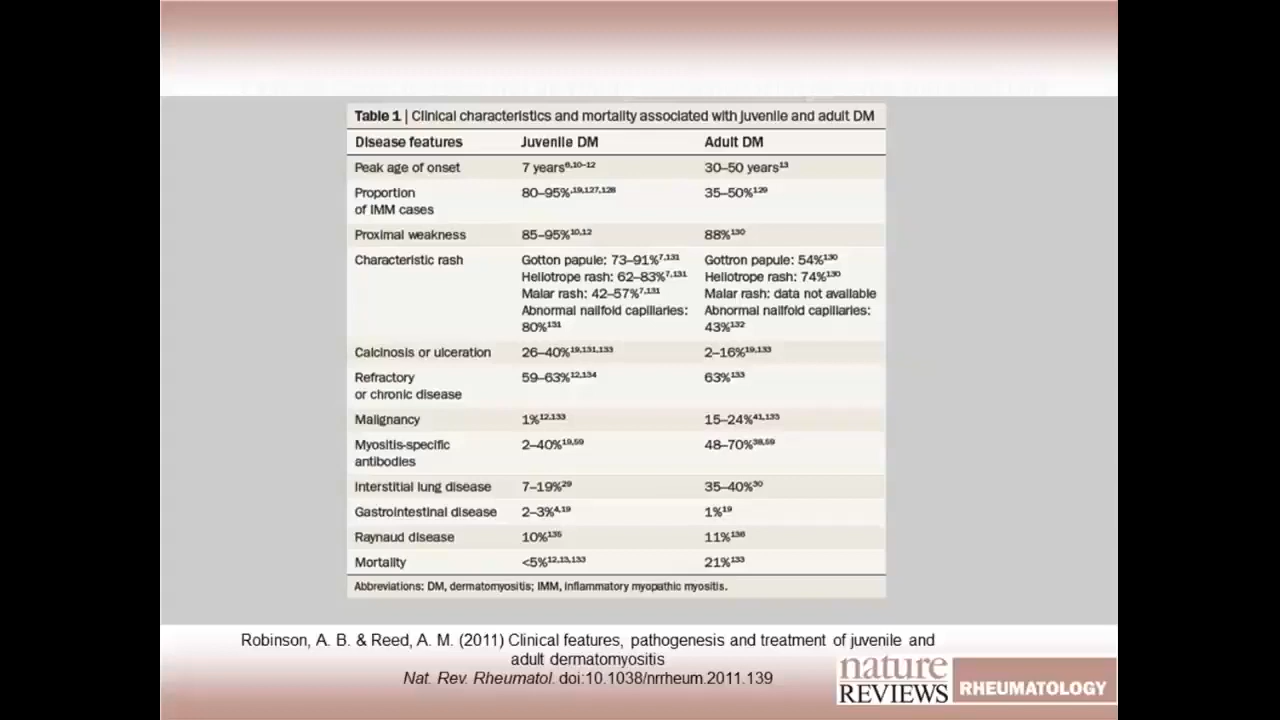 Table 1 | Clinical characteristics and mortality associated with juvenile and adult DM
Disease features Juvenile DM Adult DM
Peak age of onset 7 years6,10–12 30–50 years13
Proportion of IMM cases 80–95%,19,127,128 35–50%129
Proximal weakness 85–95%10,12 88%130
Characteristic rash Gotton papule: 73–91%7,131 Gottron papule: 54%130
Heliotrope rash: 62–83%7,131 Heliotrope rash: 74%130
Malar rash: 42–57%7,131 Malar rash: data not available
Abnormal nailfold capillaries: 80%131 Abnormal nailfold capillaries: 43%132
Calcinosis or ulceration 26–40%19,131,133 2–16%19,133
Refractory or chronic disease 59–63%12,134 63%133
Malignancy 1%12,133 15–24%41,133
Myositis-specific antibodies 2–40%19,59 48–70%38,59
Interstitial lung disease 7–19%29 35–40%30
Gastrointestinal disease 2–3%4,19 1%19
Raynaud disease 10%135 11%136
Mortality <5%12,13,133 21%133
Abbreviations: DM, dermatomyositis; IMM, inflammatory myopathic myositis.
Robinson, A. B. & Reed, A. M. (2011) Clinical features, pathogenesis and treatment of juvenile and
adult dermatomyositis
Nat. Rev. Rheumatol. doi:10.1038/nrrheum.2011.139
nature
REVIEWS RHEUMATOLOGY